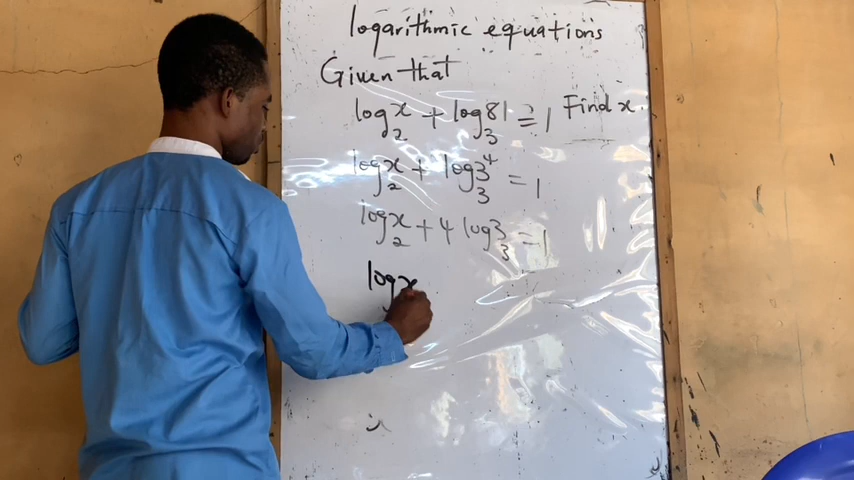 logarithmic equations
Given that
log₂x + log₃81 = 1 Find x.
log₂x + log₃3⁴ = 1
log₂x + 4 log₃3 = 1
logx